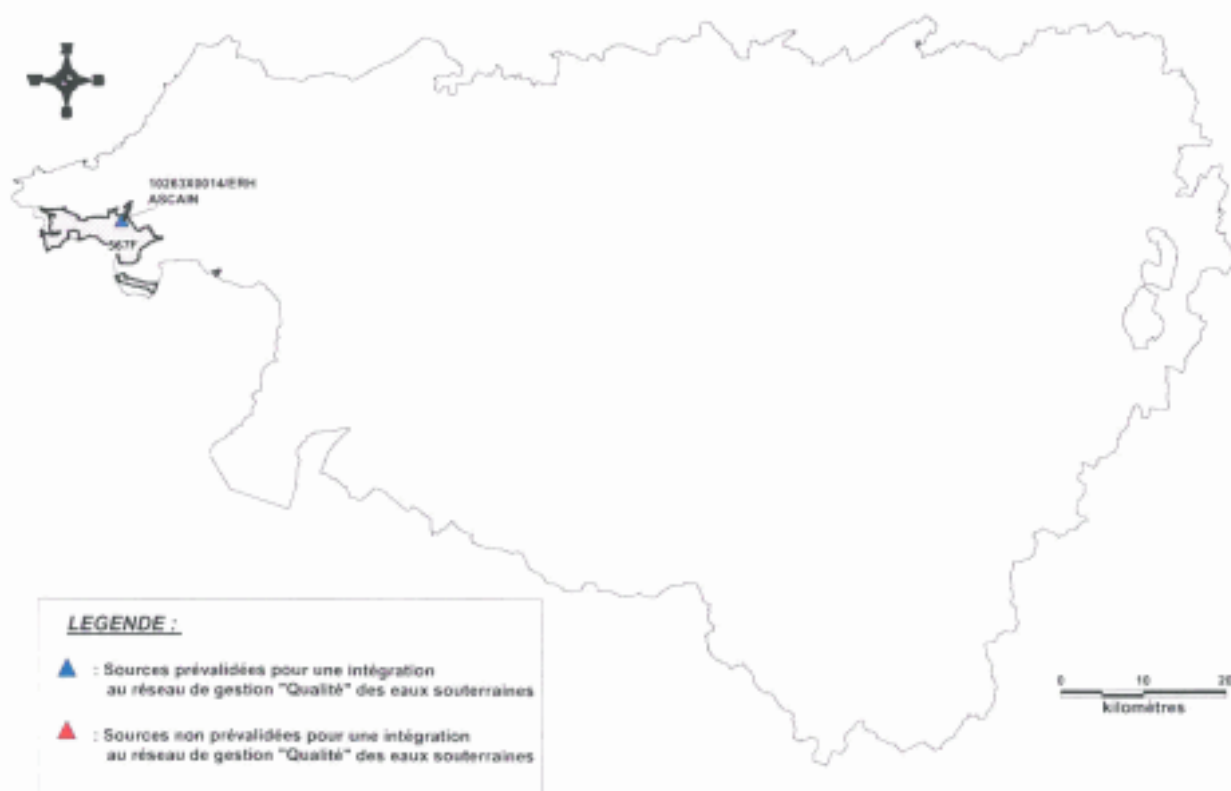 10263X0014/ERH
ASCAIN
567F
LEGENDE :
: Sources prévalidées pour une intégration
au réseau de gestion "Qualité" des eaux souterraines
: Sources non prévalidées pour une intégration
au réseau de gestion "Qualité" des eaux souterraines
0 10 20
kilomètres